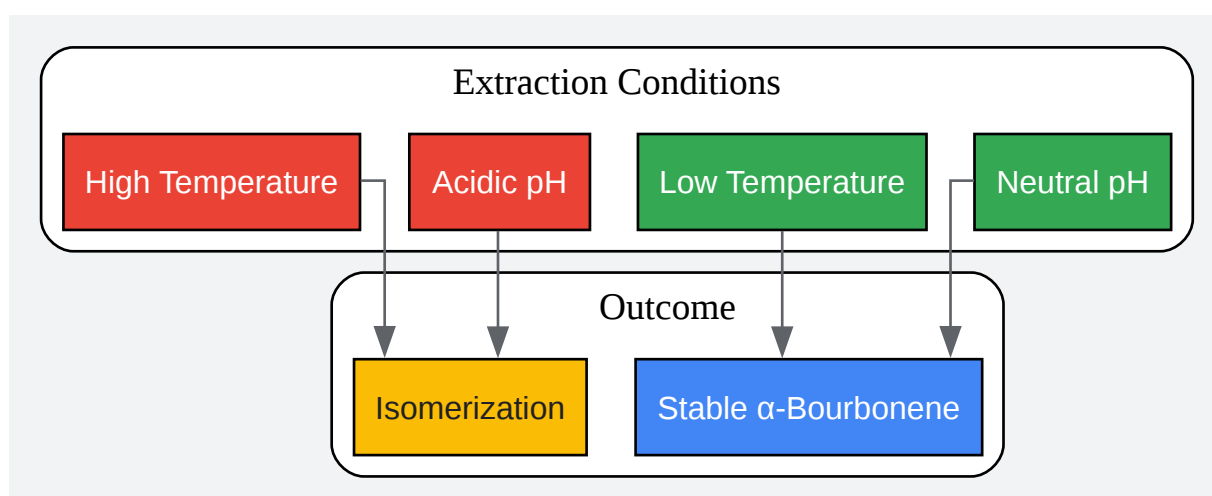 Extraction Conditions
High Temperature
Acidic pH
Low Temperature
Neutral pH
Outcome
Isomerization
Stable α-Bourbonene